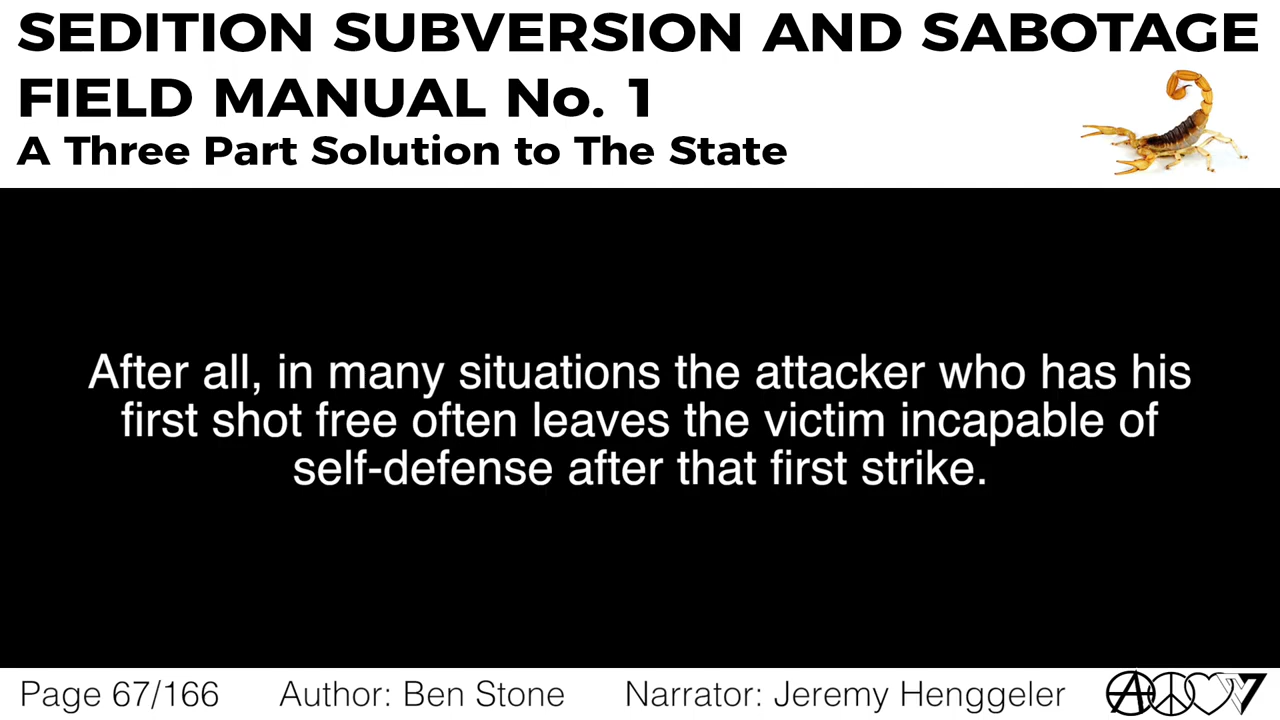 SEDITION SUBVERSION AND SABOTAGE
FIELD MANUAL No. 1
A Three Part Solution to The State
After all, in many situations the attacker who has his
first shot free often leaves the victim incapable of
self-defense after that first strike.
Page 67/166 Author: Ben Stone Narrator: Jeremy Henggeler